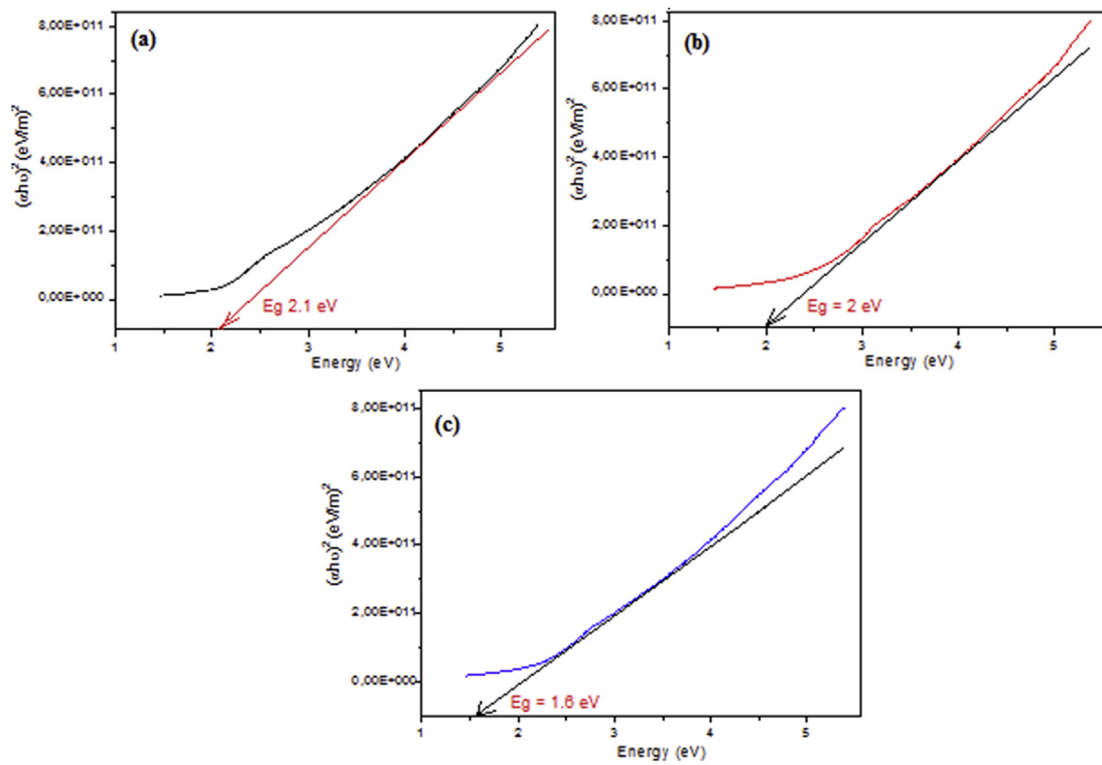 (a)
8,00E+011
6,00E+011
4,00E+011
2,00E+011
0,00E+000
(αhυ)² (eV/m)²
Eg 2.1 eV
1 2 3 4 5
Energy (eV)
(b)
8,00E+011
6,00E+011
4,00E+011
2,00E+011
0,00E+000
(αhυ)² (eV/m)²
Eg = 2 eV
1 2 3 4 5
Energy (eV)
(c)
8,00E+011
6,00E+011
4,00E+011
2,00E+011
0,00E+000
(αhυ)² (eV/m)²
Eg = 1.6 eV
1 2 3 4 5
Energy (eV)